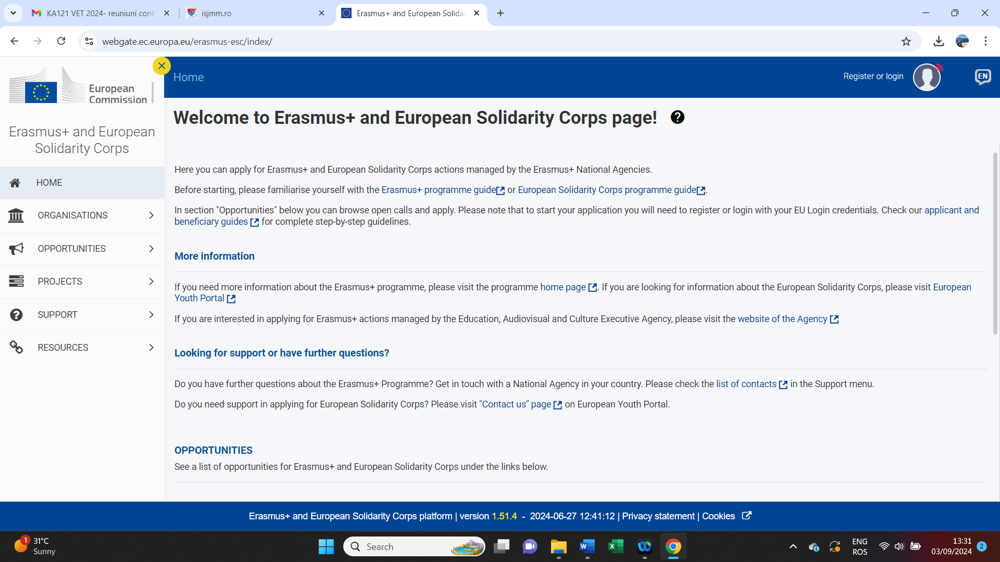 KA121 VET 2024- reuniuni cont
isjmm.ro
Erasmus+ and European Solida
webgate.ec.europa.eu/erasmus-esc/index/
European
Commission
Home
Register or login
EN
Erasmus+ and European
Solidarity Corps
HOME
ORGANISATIONS
OPPORTUNITIES
PROJECTS
SUPPORT
RESOURCES
Welcome to Erasmus+ and European Solidarity Corps page!
Here you can apply for Erasmus+ and European Solidarity Corps actions managed by the Erasmus+ National Agencies.
Before starting, please familiarise yourself with the Erasmus+ programme guide or European Solidarity Corps programme guide.
In section "Opportunities" below you can browse open calls and apply. Please note that to start your application you will need to register or login with your EU Login credentials. Check our applicant and
beneficiary guides for complete step-by-step guidelines.
More information
If you need more information about the Erasmus+ programme, please visit the programme home page. If you are looking for information about the European Solidarity Corps, please visit European
Youth Portal
If you are interested in applying for Erasmus+ actions managed by the Education, Audiovisual and Culture Executive Agency, please visit the website of the Agency
Looking for support or have further questions?
Do you have further questions about the Erasmus+ Programme? Get in touch with a National Agency in your country. Please check the list of contacts in the Support menu.
Do you need support in applying for European Solidarity Corps? Please visit "Contact us" page on European Youth Portal.
OPPORTUNITIES
See a list of opportunities for Erasmus+ and European Solidarity Corps under the links below.
Erasmus+ and European Solidarity Corps platform | version 1.51.4 - 2024-06-27 12:41:12 | Privacy statement | Cookies
1
31°C
Sunny
Search
ENG
ROS
13:31
03/09/2024
2